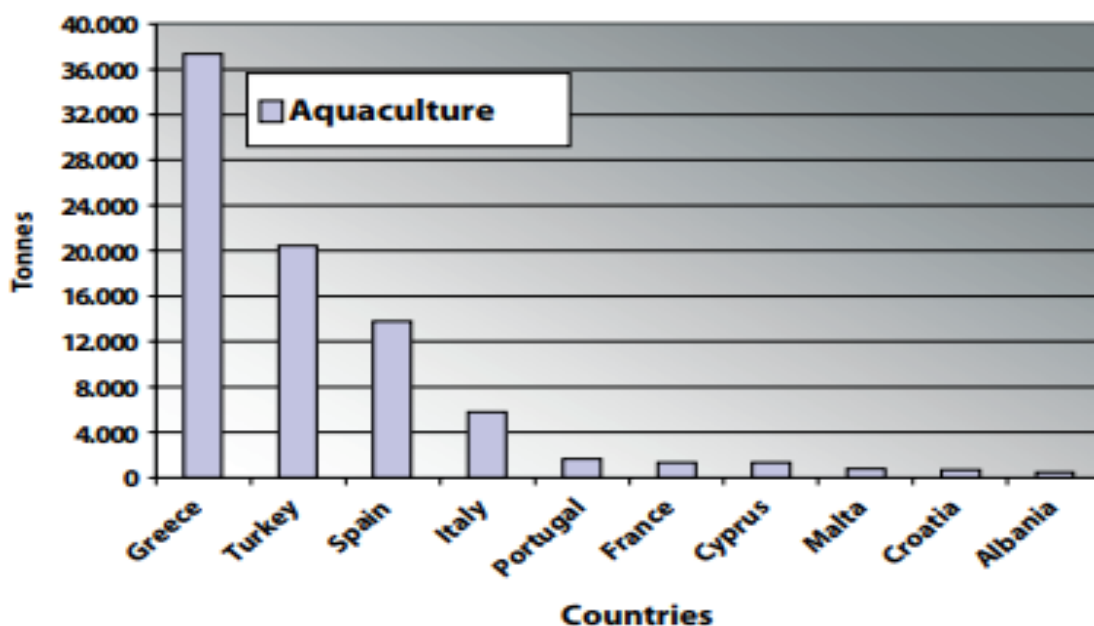 40.000
36.000
32.000
28.000
24.000
20.000
16.000
12.000
8.000
4.000
0
Tonnes
Aquaculture
Greece
Turkey
Spain
Italy
Portugal
France
Cyprus
Malta
Croatia
Albania
Countries